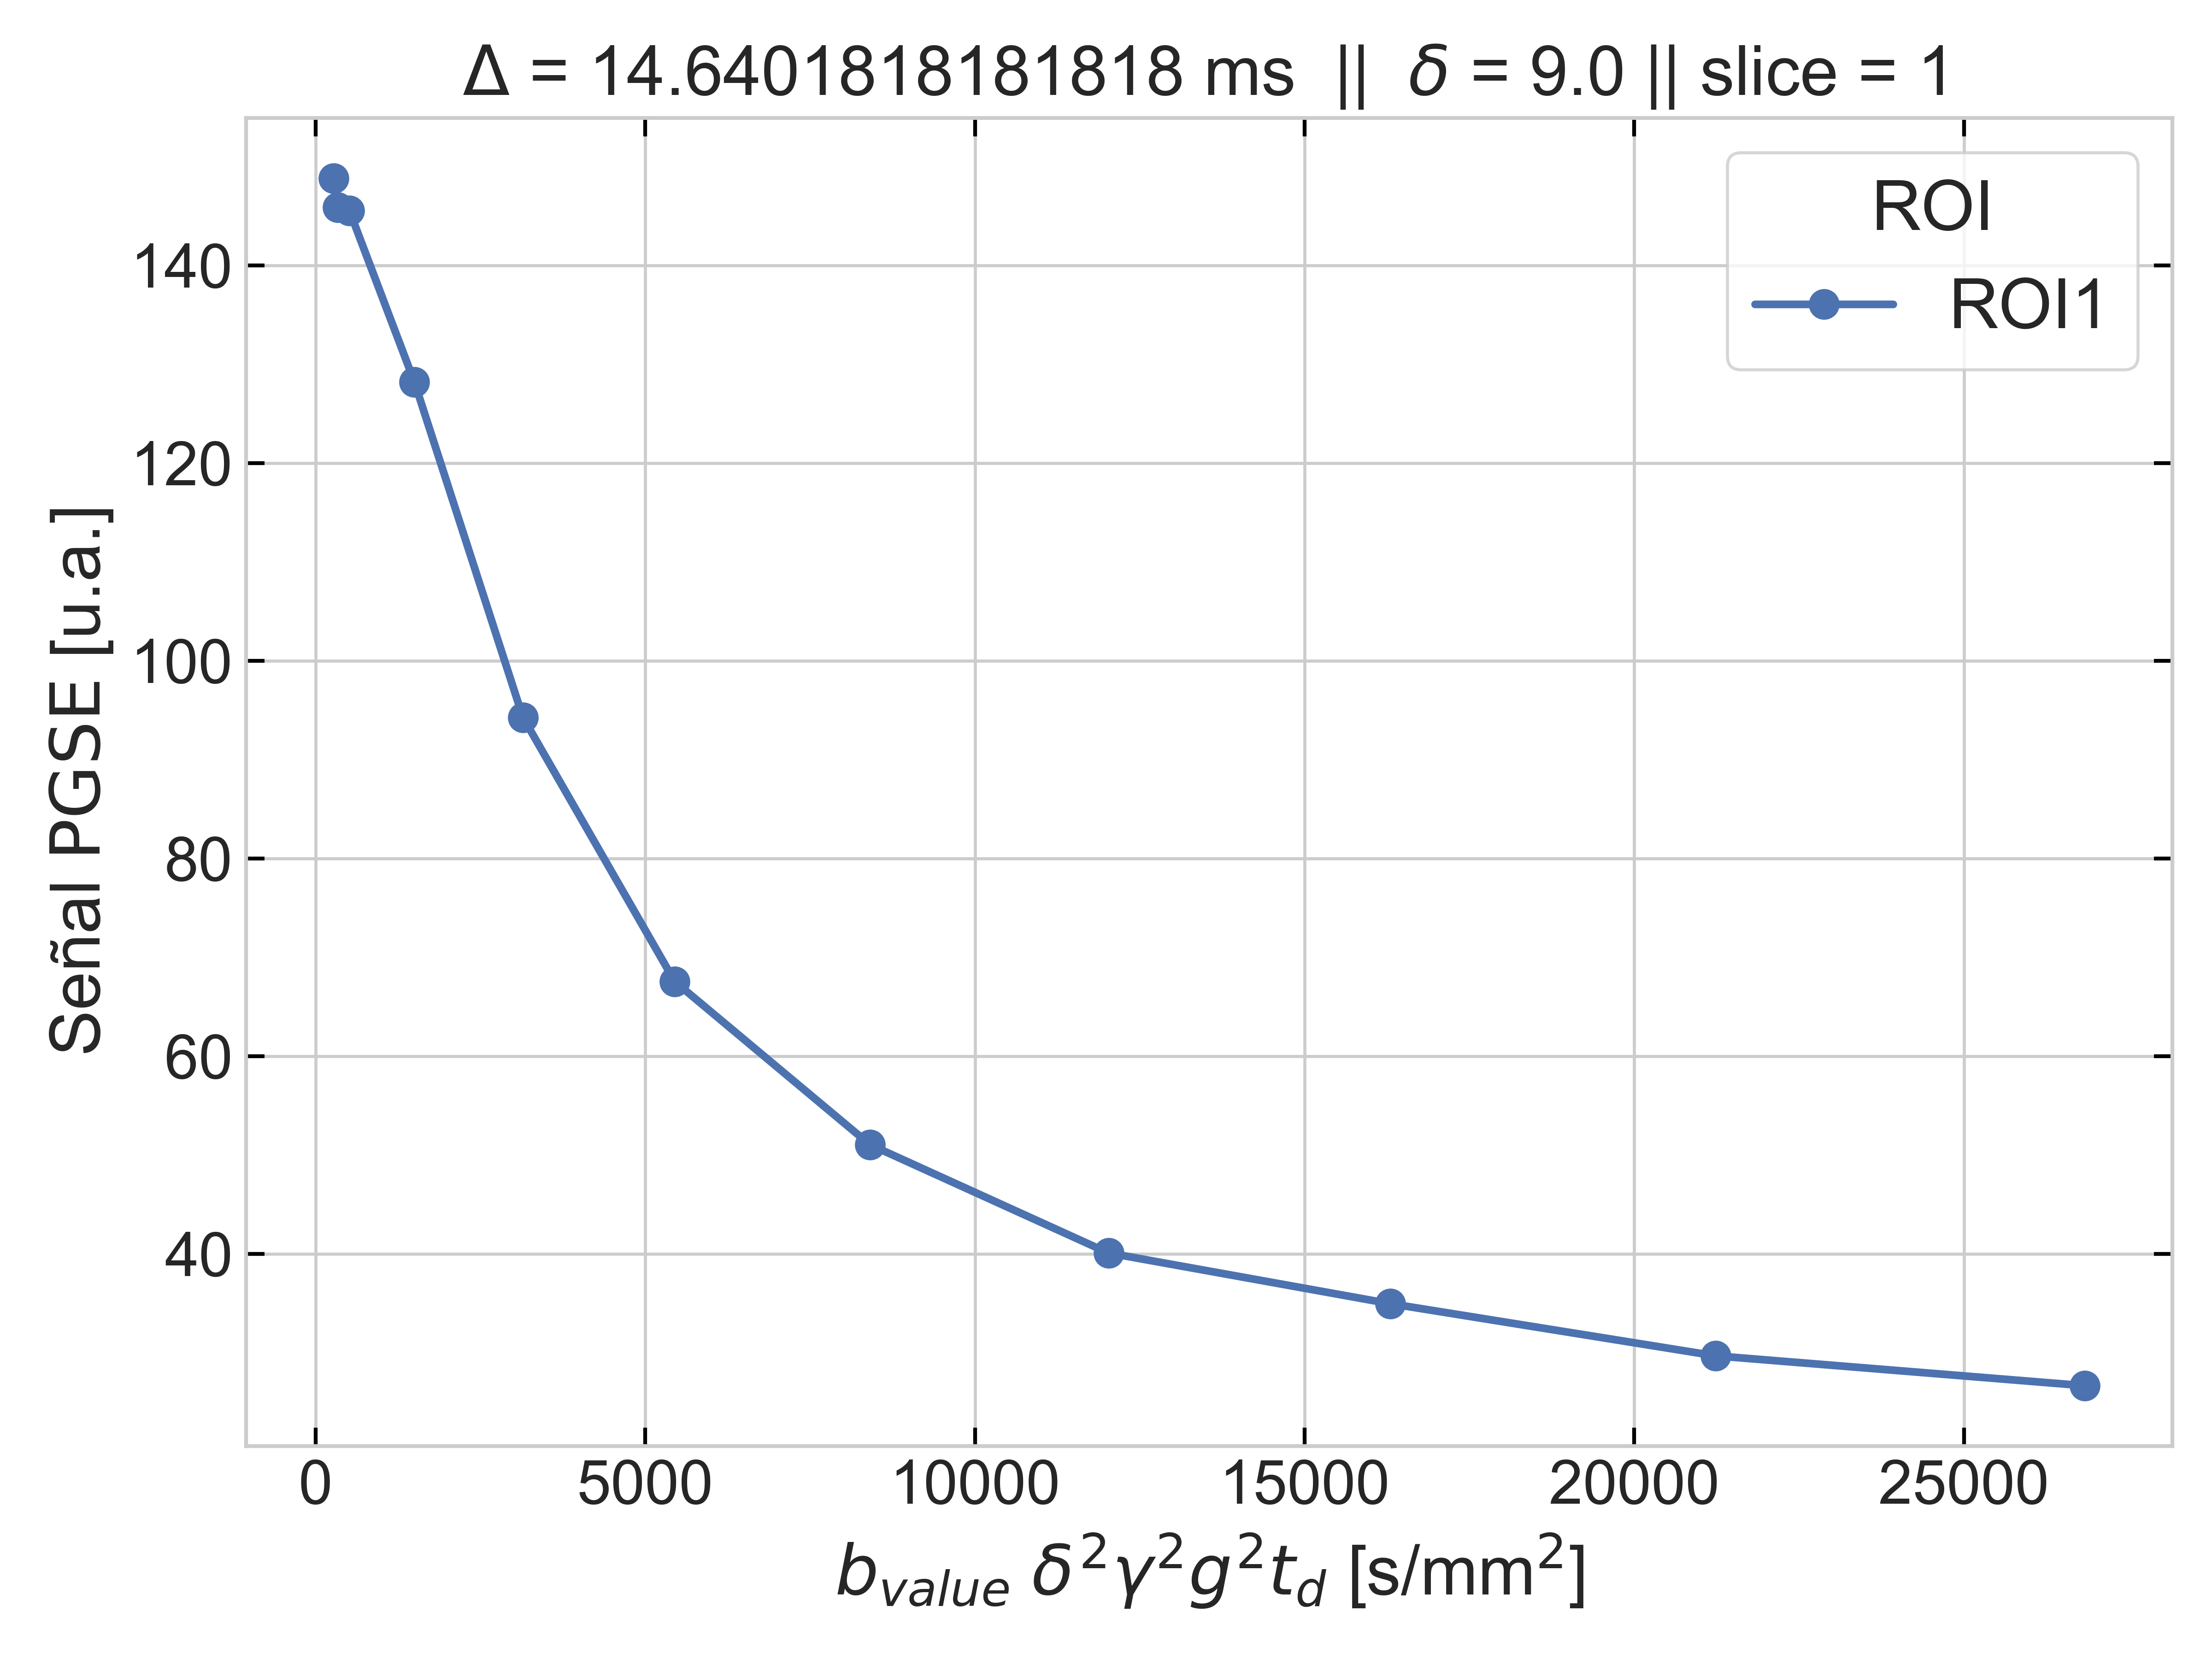 Δ = 14.640181818181818 ms || δ = 9.0 || slice = 1
ROI
ROI1
140
120
100
80
60
40
Señal PGSE [u.a.]
0 5000 10000 15000 20000 25000
b_value δ²γ²g²t_d [s/mm²]